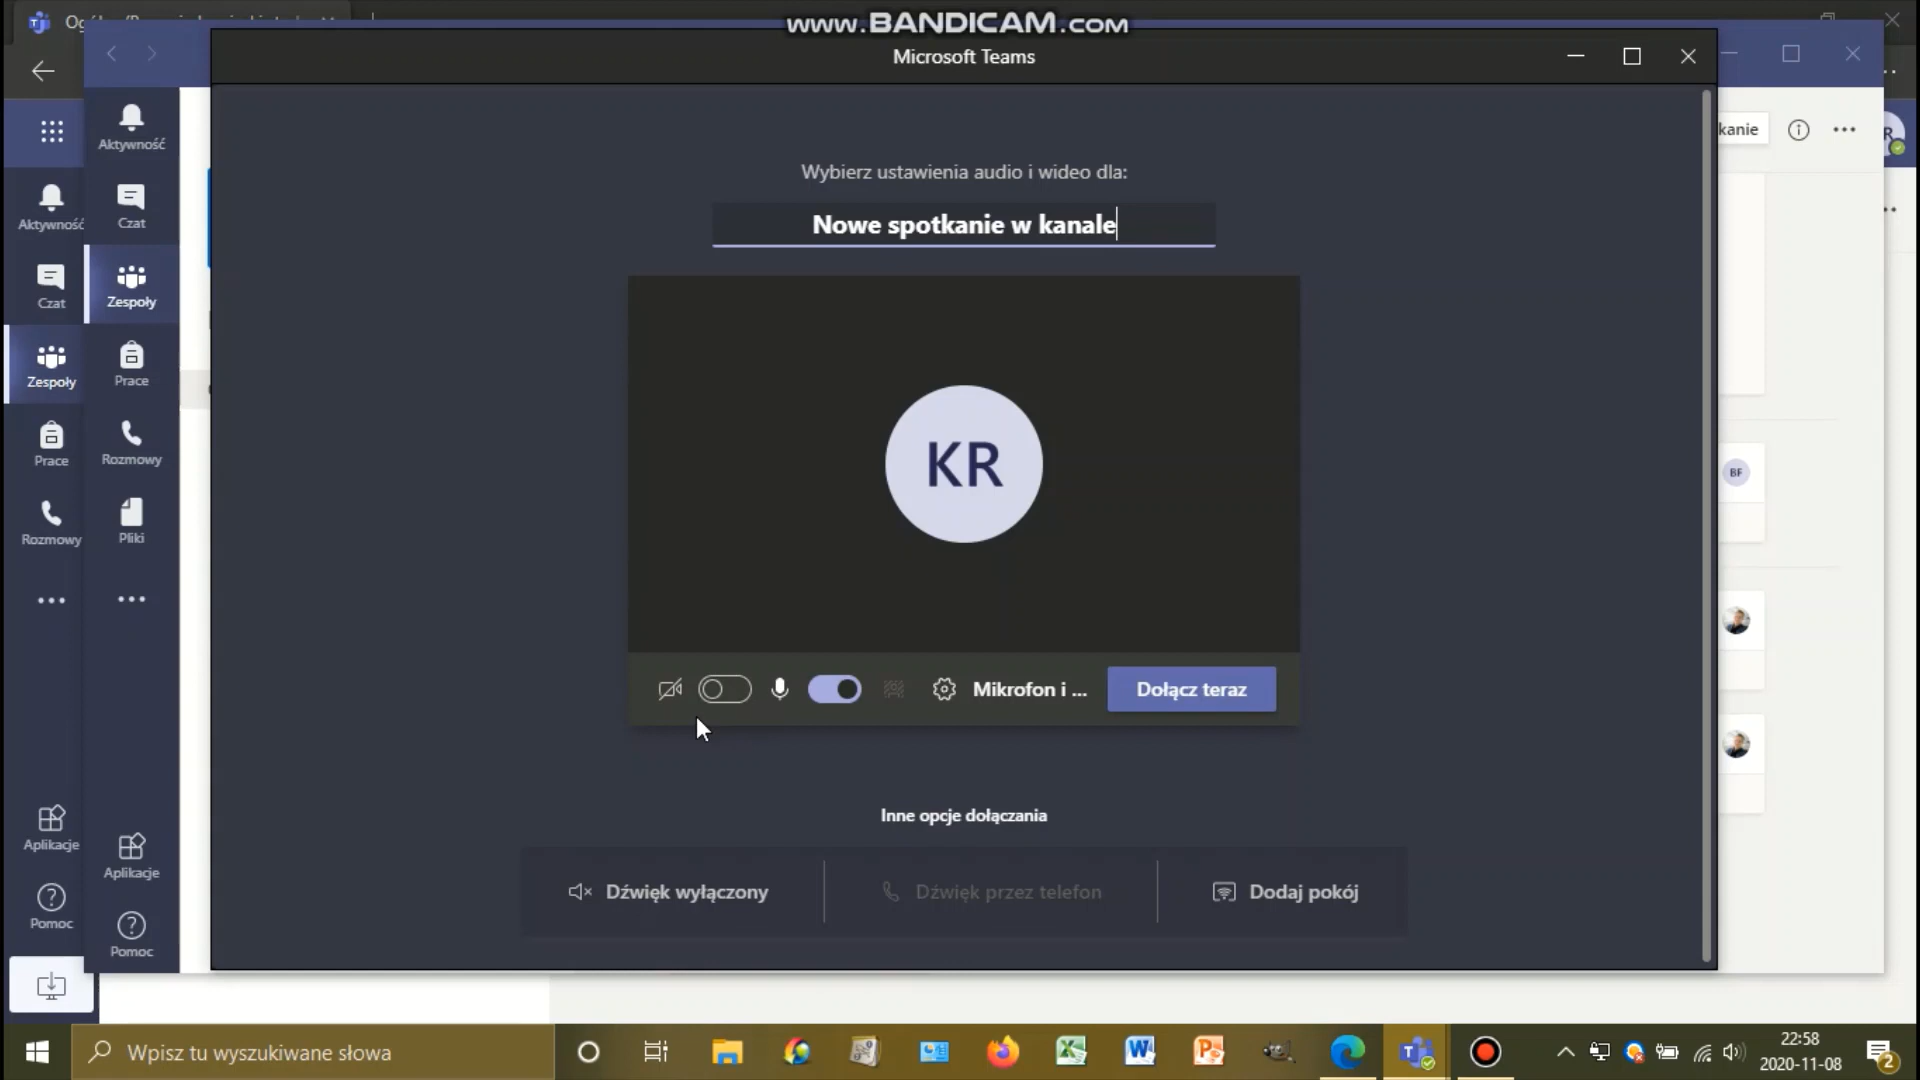 www.BANDICAM.com
Microsoft Teams
Wybierz ustawienia audio i wideo dla:
Nowe spotkanie w kanale
KR
Mikrofon i ...
Dołącz teraz
Inne opcje dołączania
Dźwięk wyłączony
Dźwięk przez telefon
Dodaj pokój
Aktywność
Czat
Zespoły
Prace
Rozmowy
Pliki
Aplikacje
Pomoc
Aktywność
Czat
Zespoły
Prace
Rozmowy
Aplikacje
Pomoc
kanie
R
BF
Wpisz tu wyszukiwane słowa
22:58
2020-11-08
2